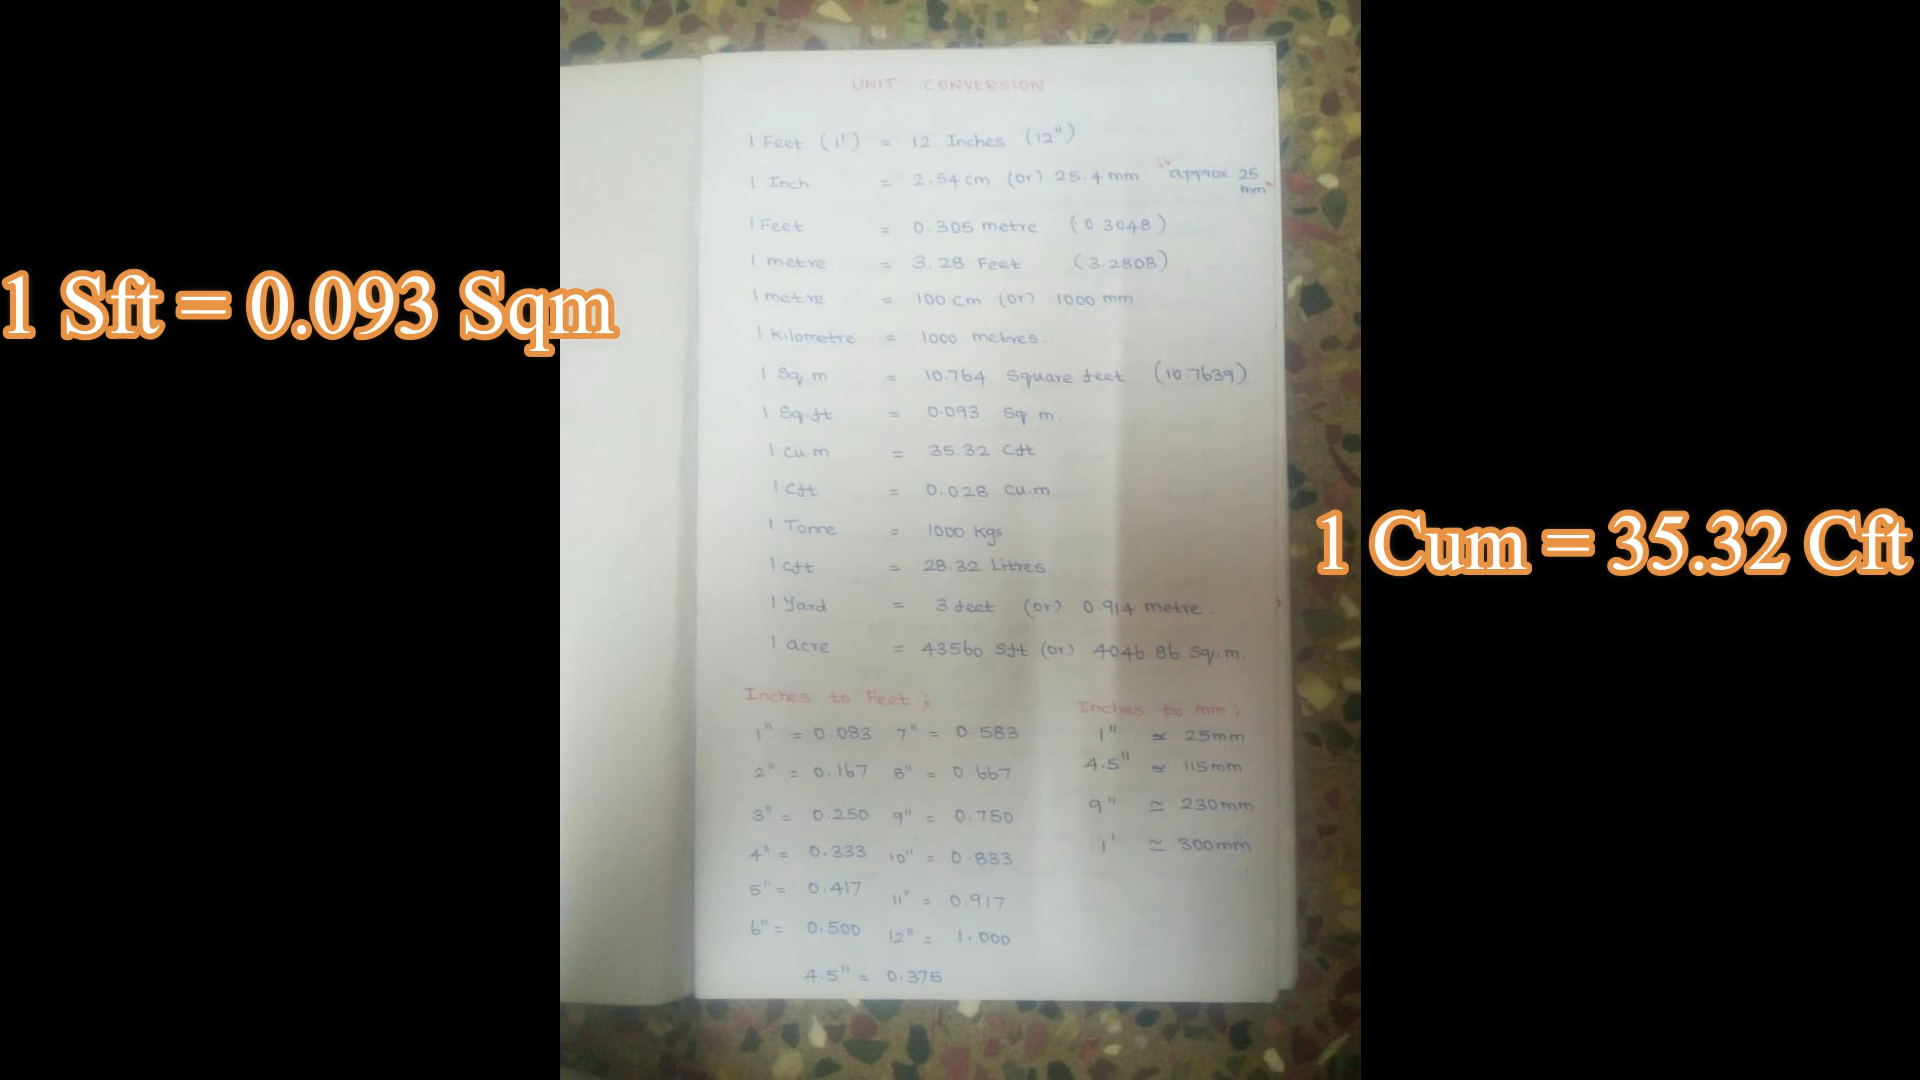 UNIT CONVERSION
1 Feet (1') = 12 Inches (12")
1 Inch = 2.54 cm (or) 25.4 mm "approx 25 mm"
1 Feet = 0.305 metre (0.3048)
1 metre = 3.28 Feet (3.2808)
1 metre = 100 cm (or) 1000 mm
1 kilometre = 1000 metres.
1 Sq.m = 10.764 Square feet (10.7639)
1 Sq.ft = 0.093 Sq m.
1 cu.m = 35.32 Cft
1 cft = 0.028 cu.m
1 Tonne = 1000 kgs
1 cft = 28.32 Litres
1 Yard = 3 feet (or) 0.914 metre.
1 acre = 43560 Sft (or) 4046.86 Sq.m.
Inches to Feet ;
1" = 0.083 7" = 0.583
2" = 0.167 8" = 0.667
3" = 0.250 9" = 0.750
4" = 0.333 10" = 0.833
5" = 0.417 11" = 0.917
6" = 0.500 12" = 1.000
4.5" = 0.375
Inches to mm ;
1" ≃ 25mm
4.5" ≃ 115mm
9" ≃ 230mm
1' ≃ 300mm
1 Sft = 0.093 Sqm
1 Cum = 35.32 Cft